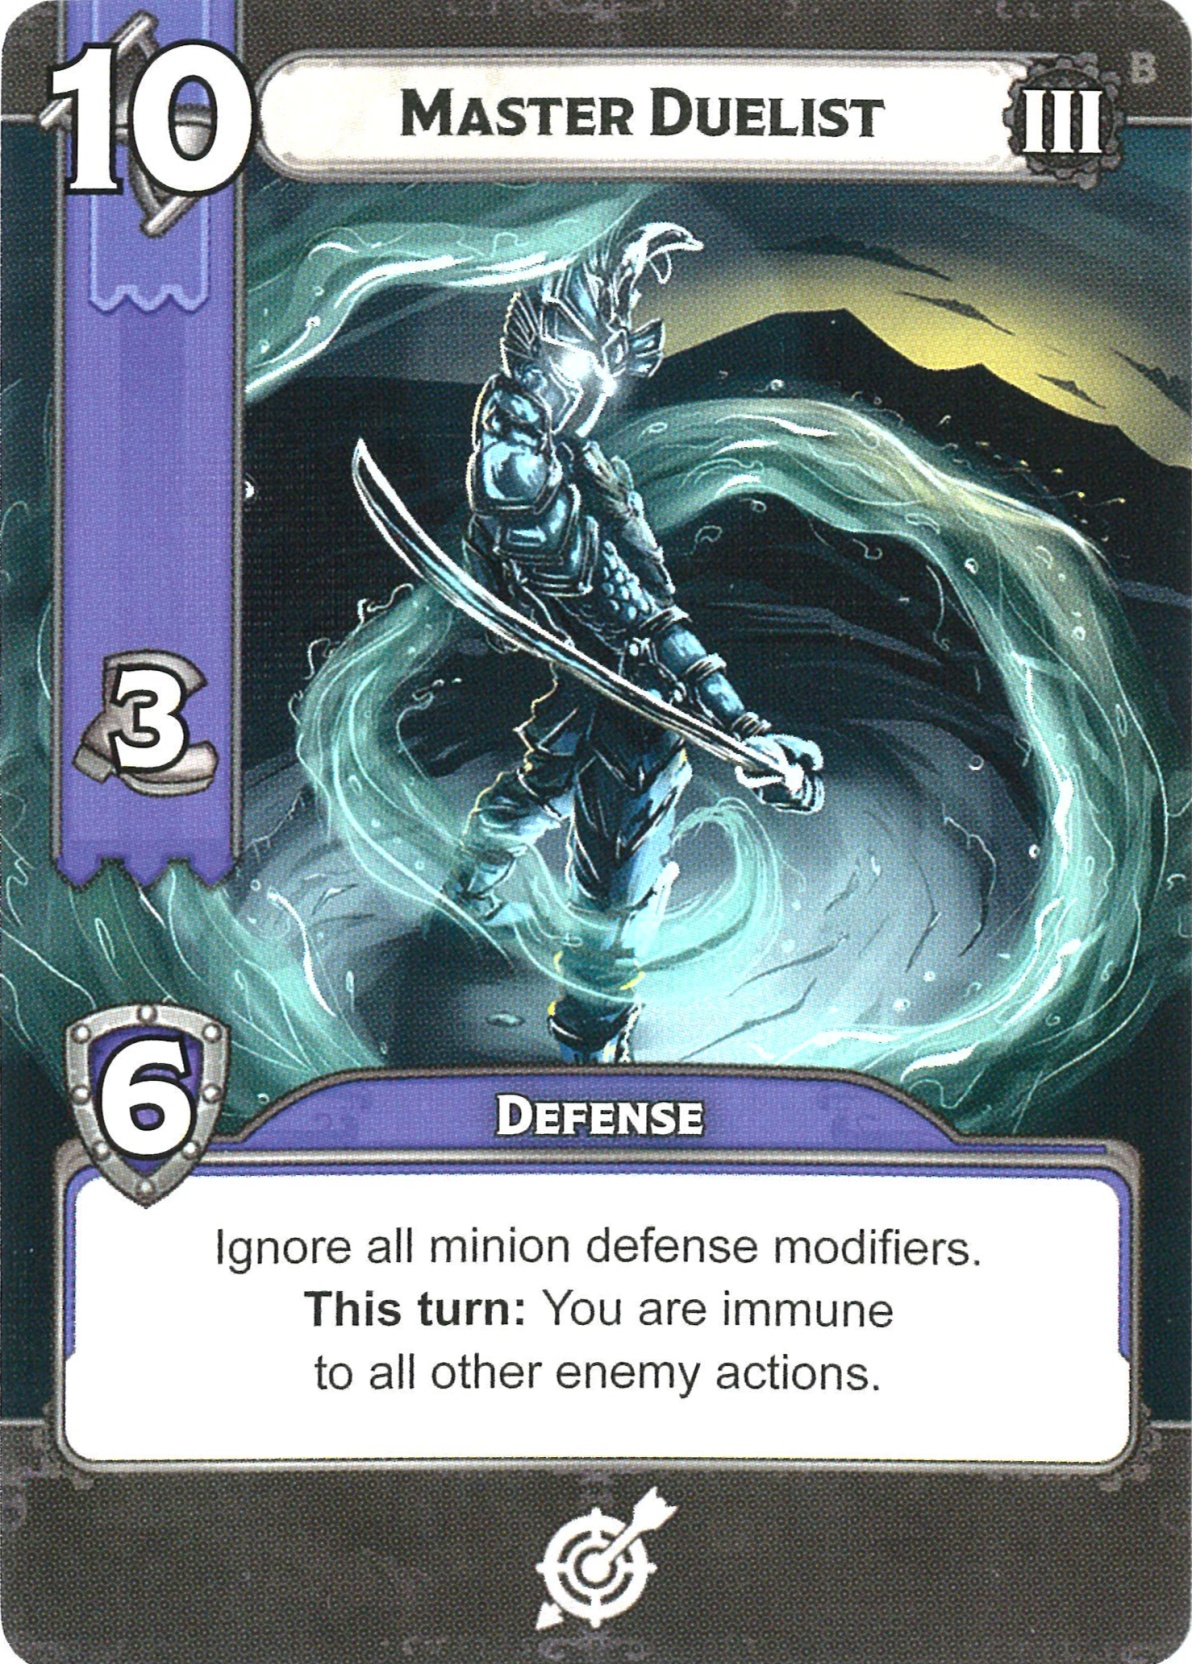 10
MASTER DUELIST
III
B
3
6
DEFENSE
Ignore all minion defense modifiers.
This turn: You are immune
to all other enemy actions.